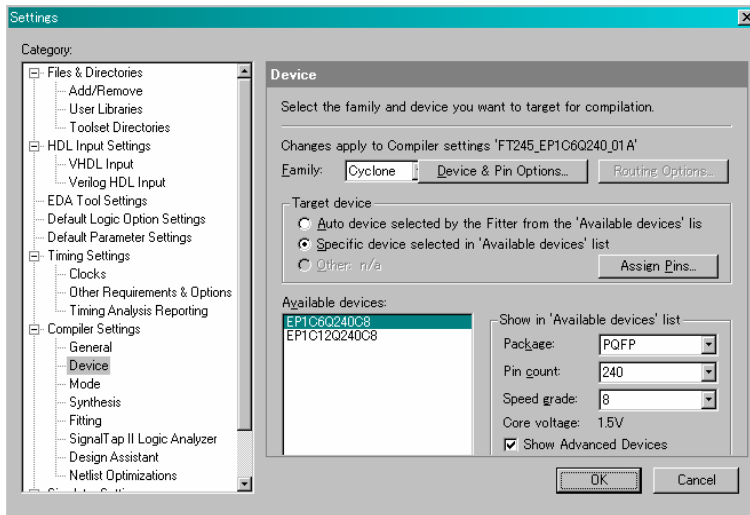 Settings
Category:
Files & Directories
Add/Remove
User Libraries
Toolset Directories
HDL Input Settings
VHDL Input
Verilog HDL Input
EDA Tool Settings
Default Logic Option Settings
Default Parameter Settings
Timing Settings
Clocks
Other Requirements & Options
Timing Analysis Reporting
Compiler Settings
General
Device
Mode
Synthesis
Fitting
SignalTap II Logic Analyzer
Design Assistant
Netlist Optimizations
Device
Select the family and device you want to target for compilation.
Changes apply to Compiler settings 'FT245_EP1C6Q240_01A'
Family: Cyclone Device & Pin Options... Routing Options...
Target device
Auto device selected by the Fitter from the 'Available devices' lis
Specific device selected in 'Available devices' list
Other: n/a
Assign Pins...
Available devices:
EP1C6Q240C8
EP1C12Q240C8
Show in 'Available devices' list
Package: PQFP
Pin count: 240
Speed grade: 8
Core voltage: 1.5V
Show Advanced Devices
OK Cancel